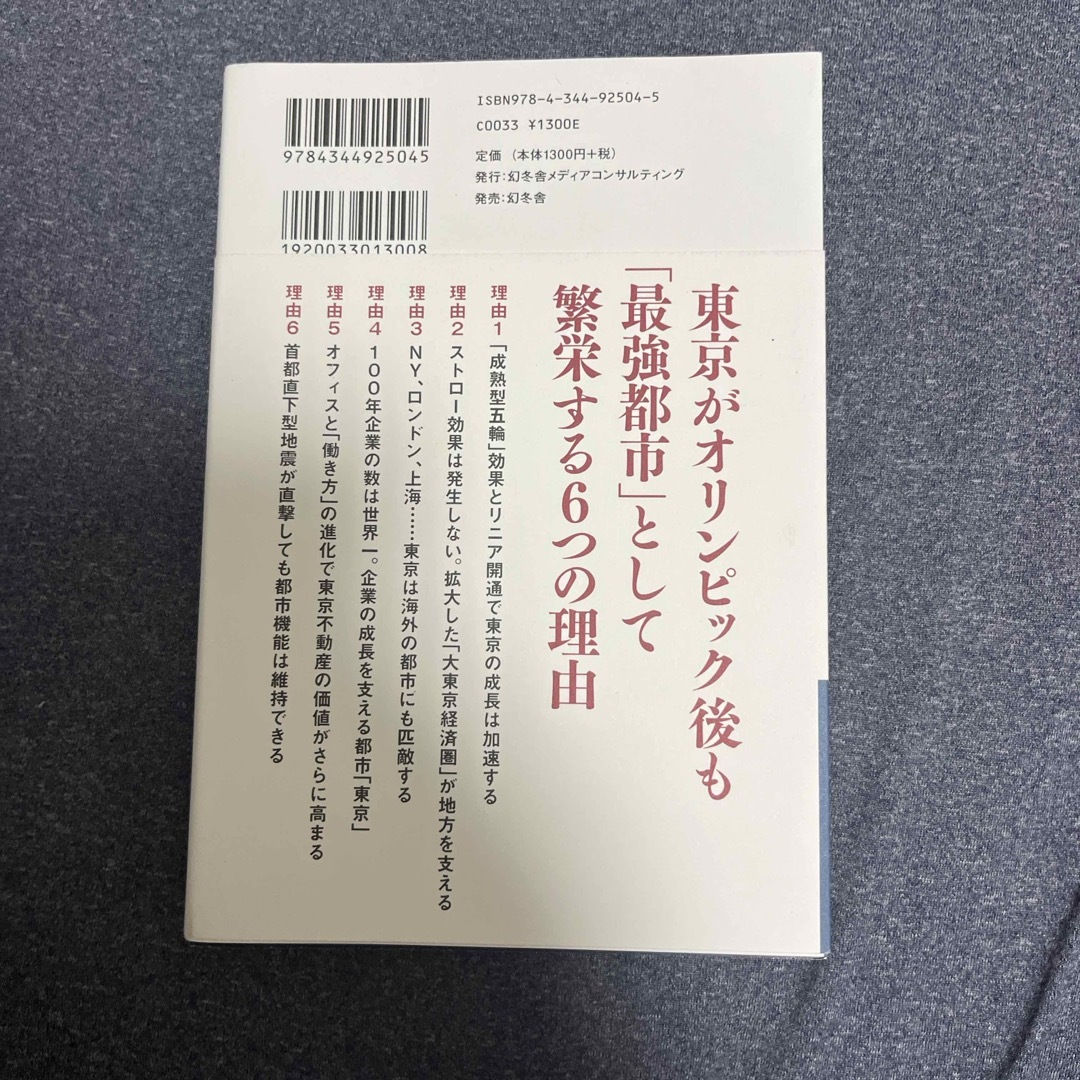 ISBN978-4-344-92504-5
C0033 ¥1300E
定価 (本体1300円+税)
発行:幻冬舎メディアコンサルティング
発売:幻冬舎
9784344925045
1920033013008
東京がオリンピック後も
「最強都市」として
繁栄する6つの理由
理由1 「成熟型五輪」効果とリニア開通で東京の成長は加速する
理由2 ストロー効果は発生しない。拡大した「大東京経済圏」が地方を支える
理由3 NY、ロンドン、上海……東京は海外の都市にも匹敵する
理由4 100年企業の数は世界一。企業の成長を支える都市「東京」
理由5 オフィスと「働き方」の進化で東京不動産の価値がさらに高まる
理由6 首都直下型地震が直撃しても都市機能は維持できる